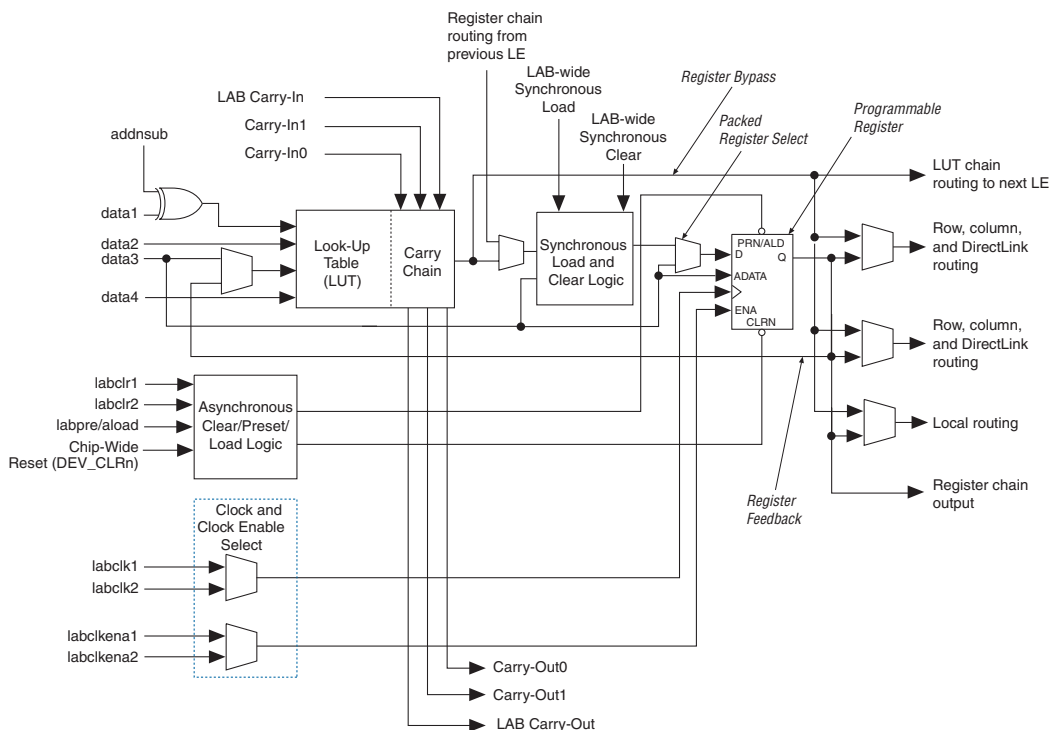 Register chain
routing from
previous LE
LAB-wide
Synchronous
Load
LAB-wide
Synchronous
Clear
Register Bypass
Packed
Register Select
Programmable
Register
LAB Carry-In
Carry-In1
Carry-In0
addnsub
data1
data2
data3
data4
Look-Up
Table
(LUT)
Carry
Chain
Synchronous
Load and
Clear Logic
PRN/ALD
D
Q
ADATA
ENA
CLRN
LUT chain
routing to next LE
Row, column,
and DirectLink
routing
Row, column,
and DirectLink
routing
Local routing
Register chain
output
Register
Feedback
labclr1
labclr2
labpre/aload
Chip-Wide
Reset (DEV_CLRn)
Asynchronous
Clear/Preset/
Load Logic
Clock and
Clock Enable
Select
labclk1
labclk2
labclkena1
labclkena2
Carry-Out0
Carry-Out1
LAB Carry-Out